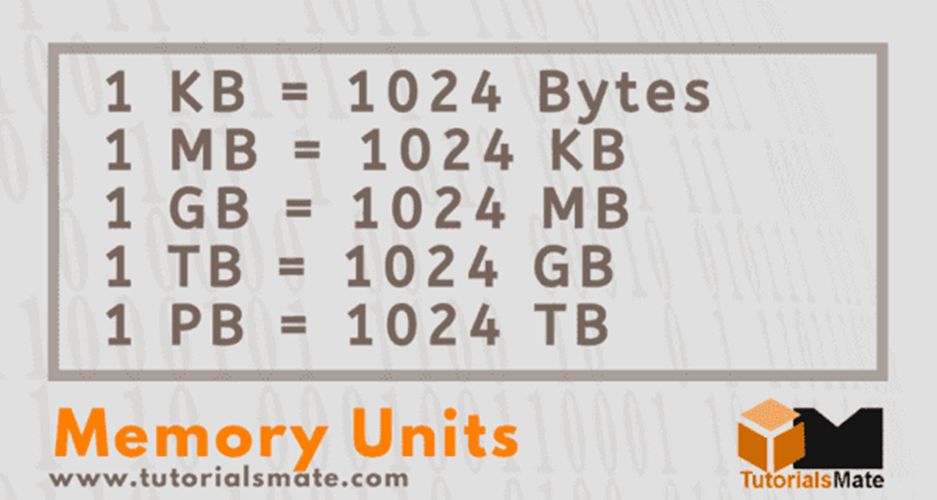 1 KB = 1024 Bytes
1 MB = 1024 KB
1 GB = 1024 MB
1 TB = 1024 GB
1 PB = 1024 TB
Memory Units
www.tutorialsmate.com
TutorialsMate